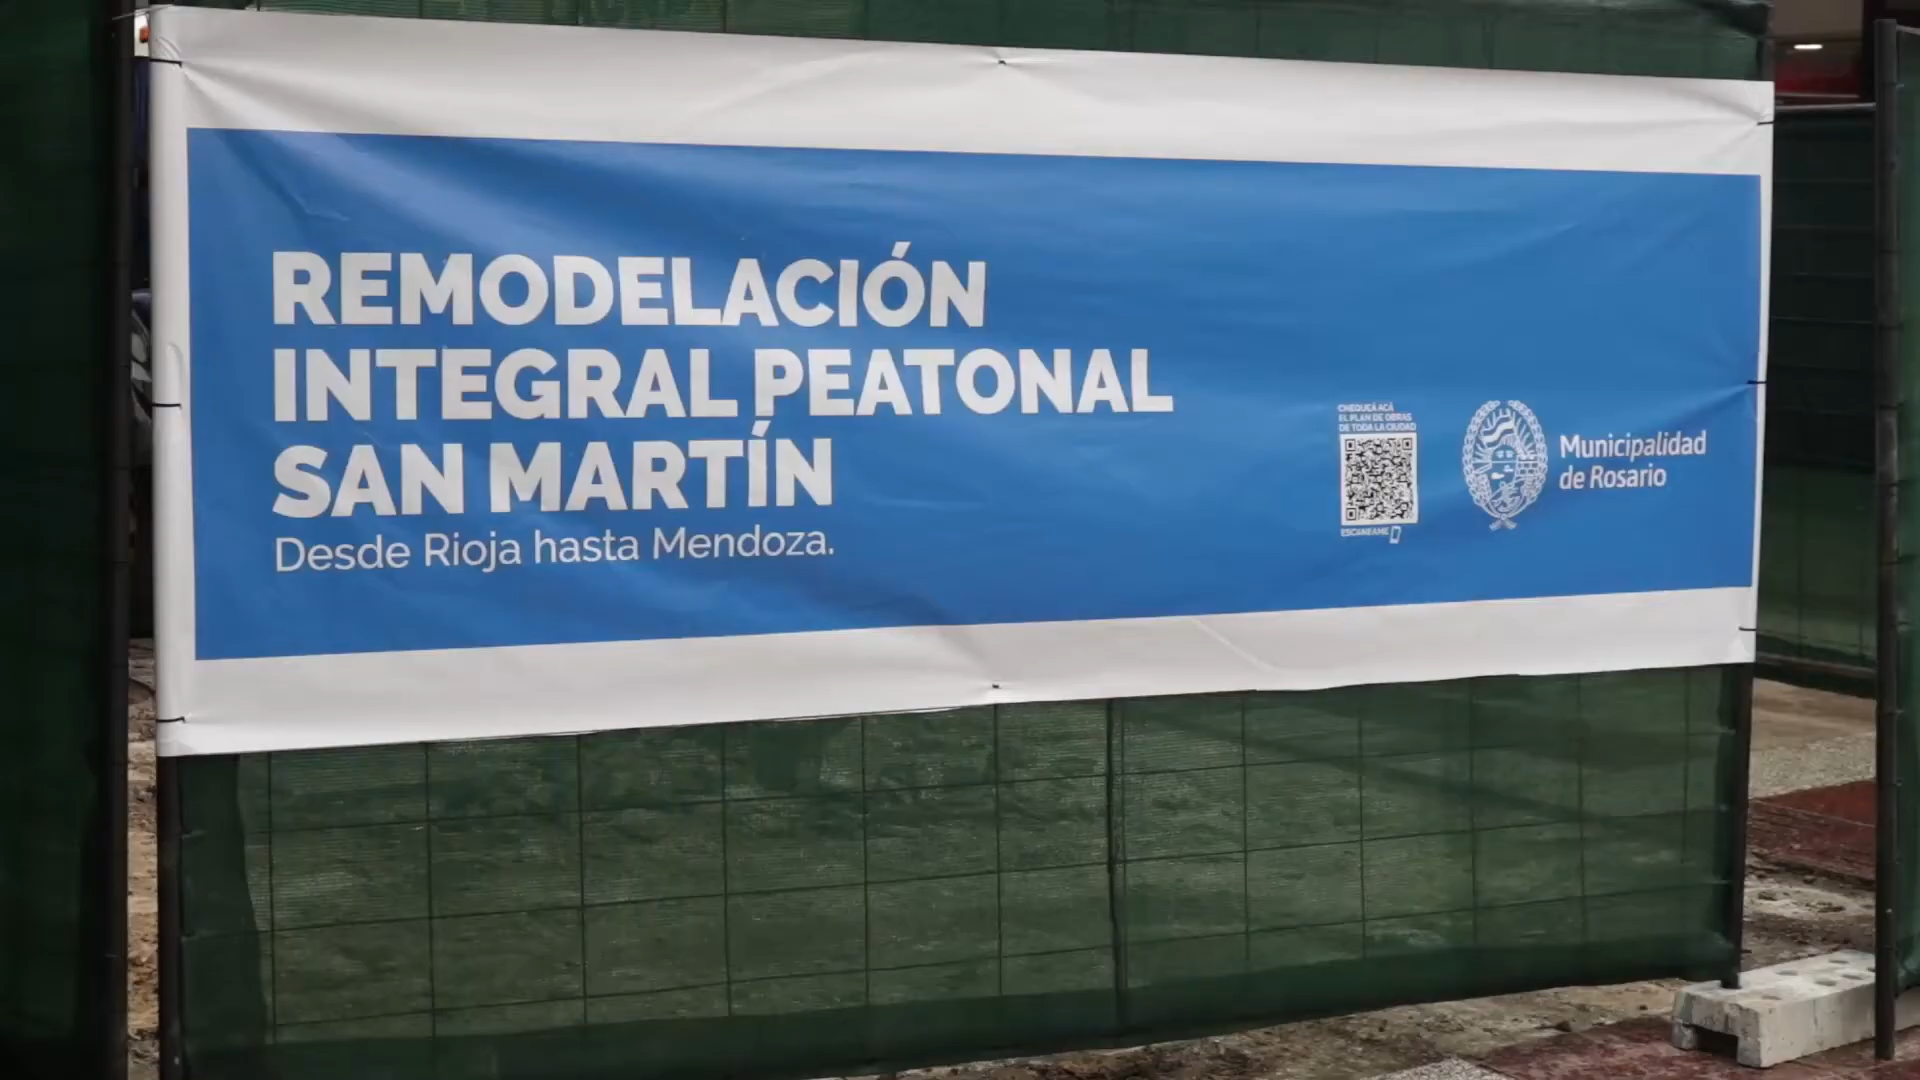 REMODELACIÓN
INTEGRAL PEATONAL
SAN MARTÍN
Desde Rioja hasta Mendoza.
CHEQUEÁ ACÁ
EL PLAN DE OBRAS
DE TODA LA CIUDAD
ESCANEAME
Municipalidad
de Rosario